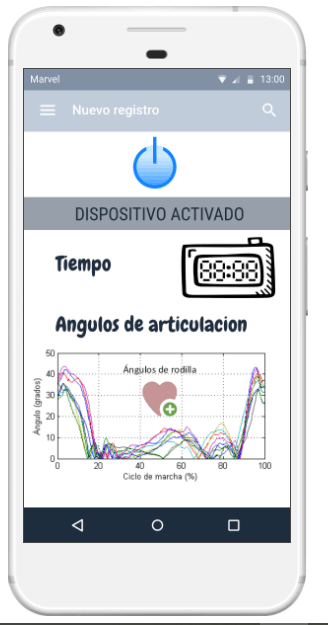 Marvel 13:00
Nuevo registro
DISPOSITIVO ACTIVADO
Tiempo
88:88
Angulos de articulacion
Ángulos de rodilla
Angulo (grados)
50
40
30
20
10
0
0 20 40 60 80 100
Ciclo de marcha (%)